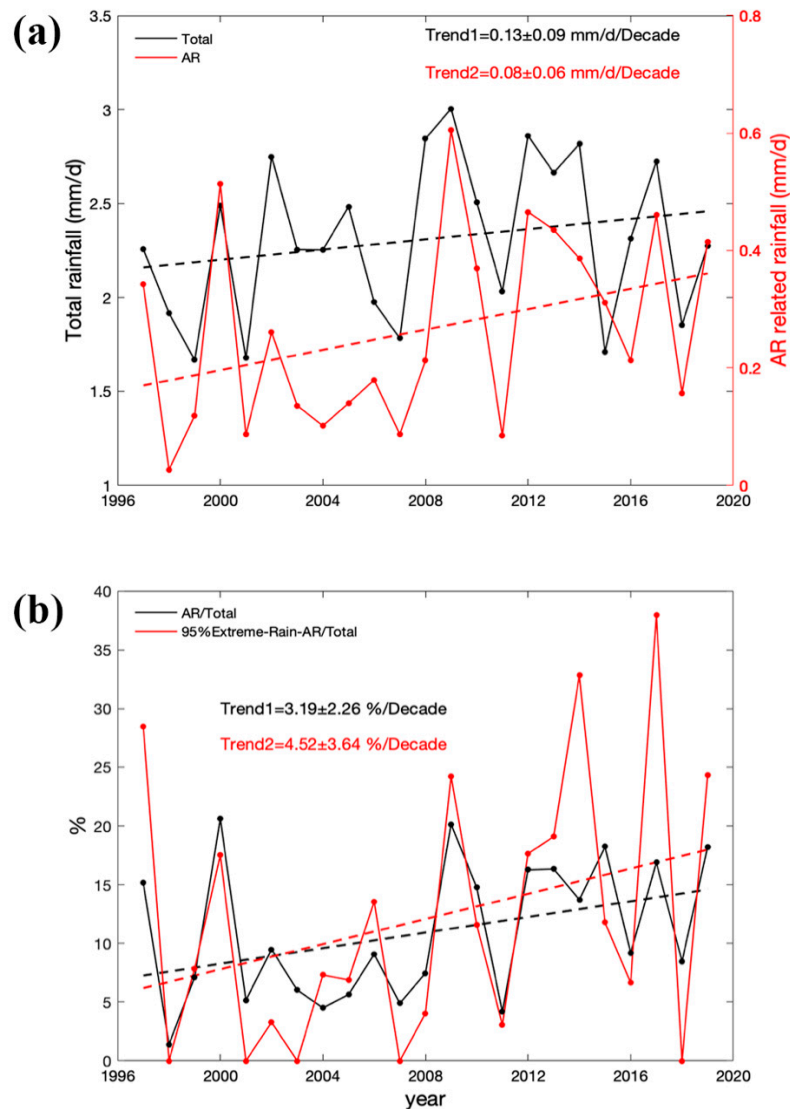 (a)
Total
AR
Trend1=0.13±0.09 mm/d/Decade
Trend2=0.08±0.06 mm/d/Decade
Total rainfall (mm/d)
3.5
3
2.5
2
1.5
1
AR related rainfall (mm/d)
0.8
0.6
0.4
0.2
0
1996 2000 2004 2008 2012 2016 2020
(b)
AR/Total
95%Extreme-Rain-AR/Total
Trend1=3.19±2.26 %/Decade
Trend2=4.52±3.64 %/Decade
%
40
35
30
25
20
15
10
5
0
1996 2000 2004 2008 2012 2016 2020
year